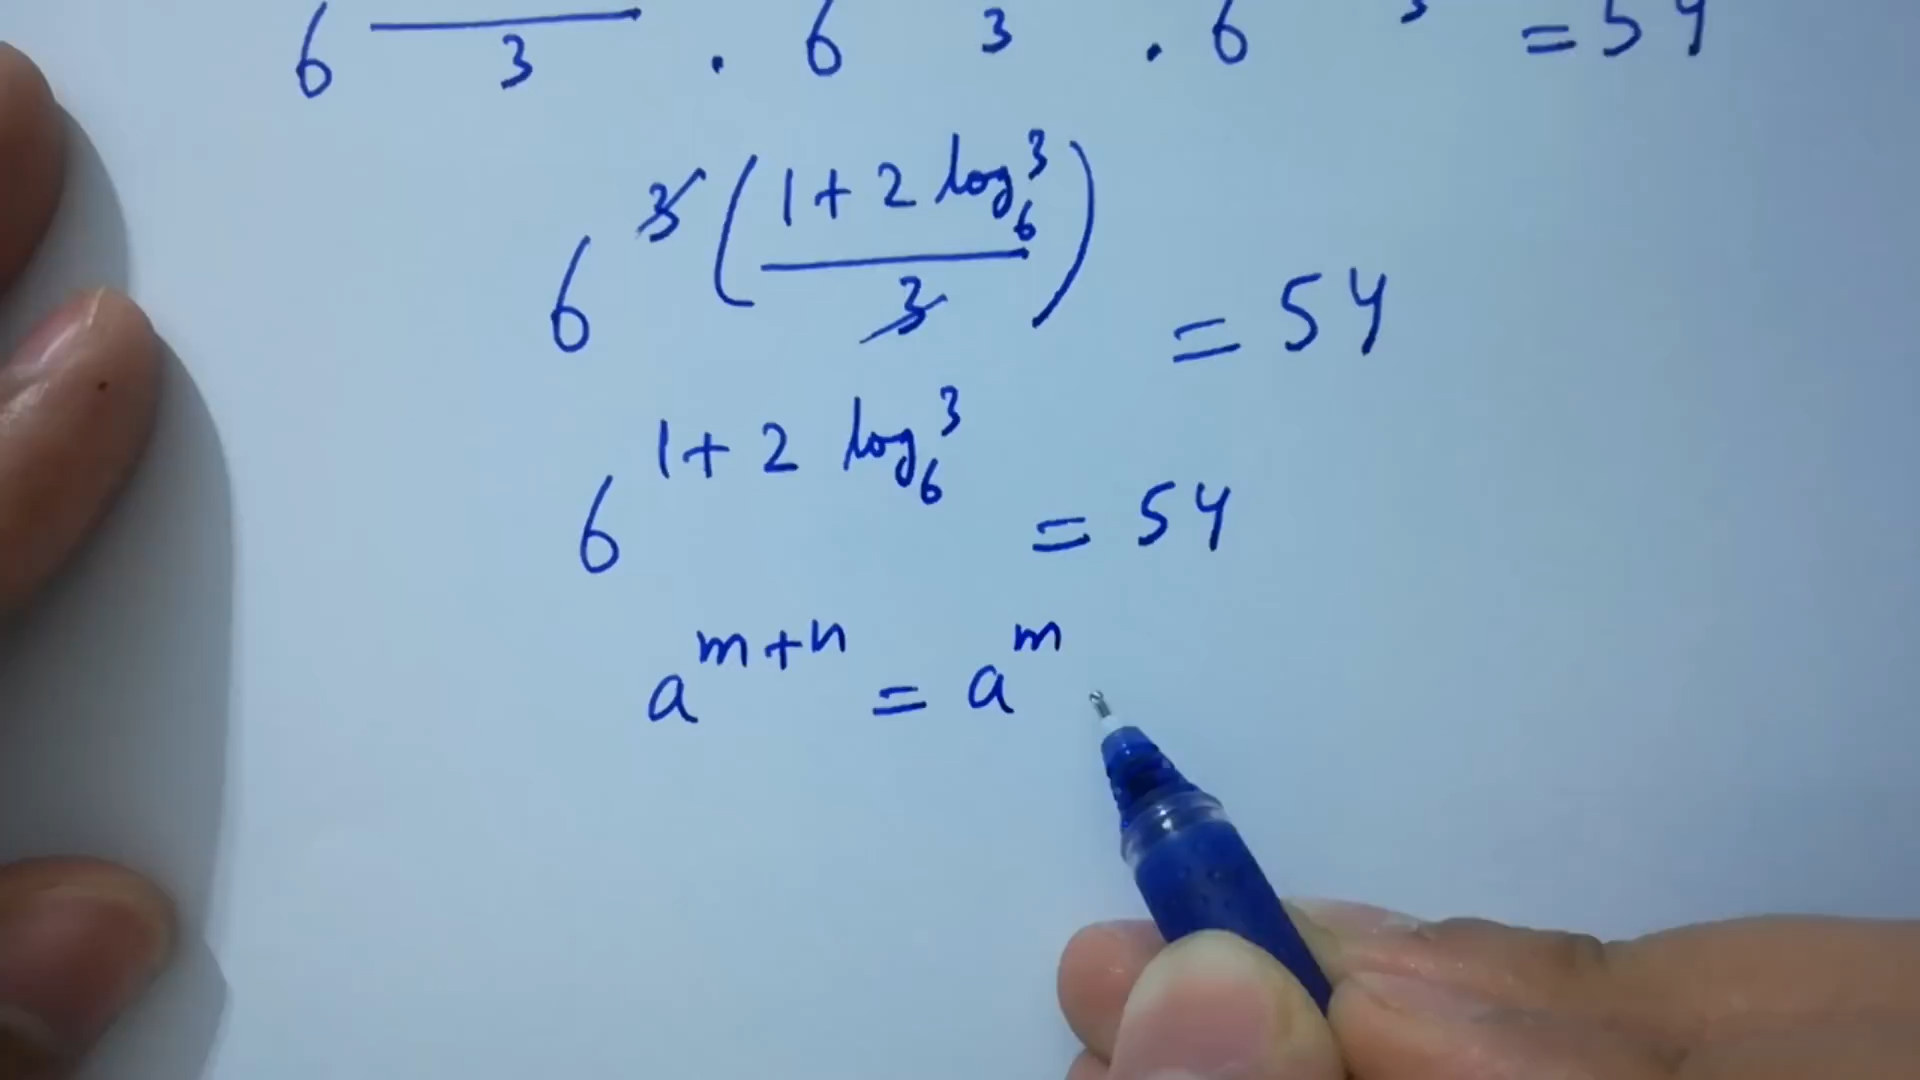 6 ─── 3 . 6 3 . 6 = 54
6^{3((1+2 log_6^3)/3)} = 54
6^{1+2 log_6^3} = 54
a^{m+n} = a^m